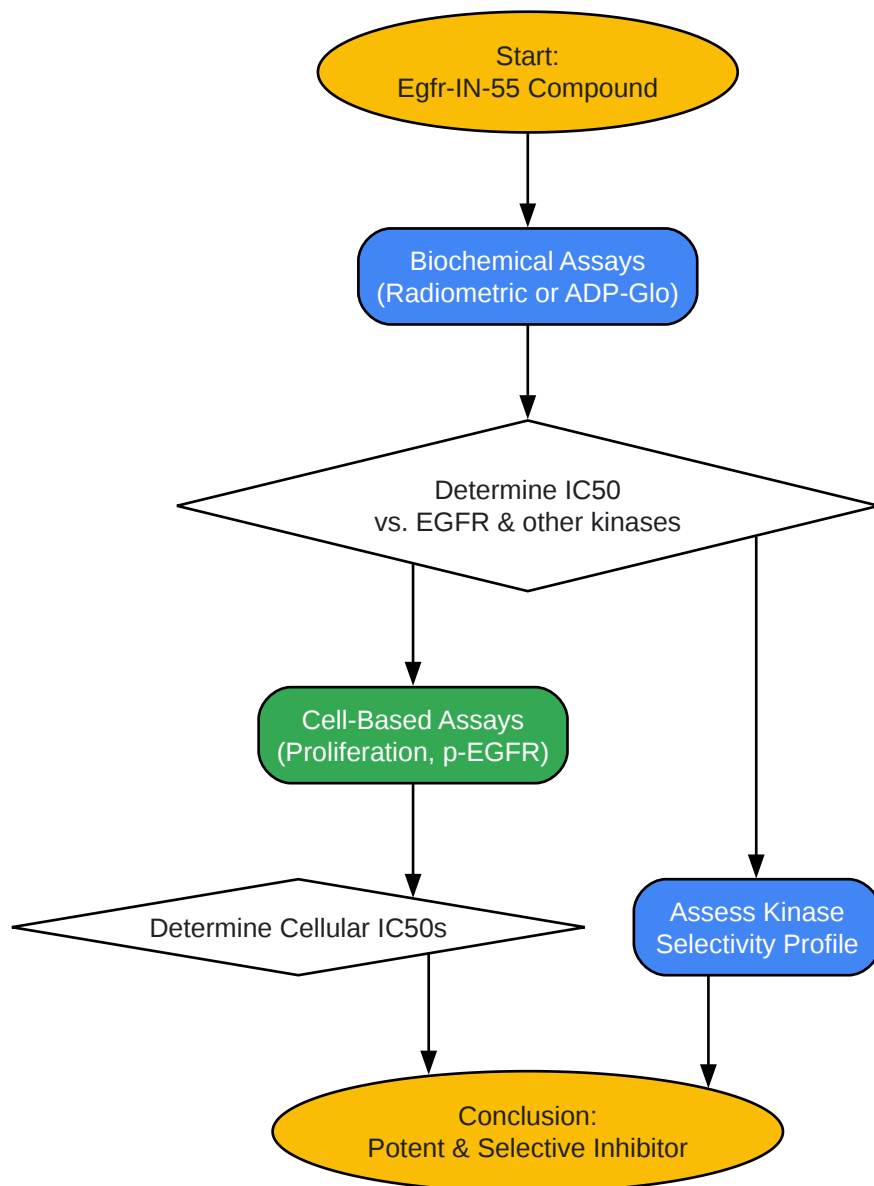 Start:
Egfr-IN-55 Compound
Biochemical Assays
(Radiometric or ADP-Glo)
Determine IC50
vs. EGFR & other kinases
Cell-Based Assays
(Proliferation, p-EGFR)
Determine Cellular IC50s
Assess Kinase
Selectivity Profile
Conclusion:
Potent & Selective Inhibitor